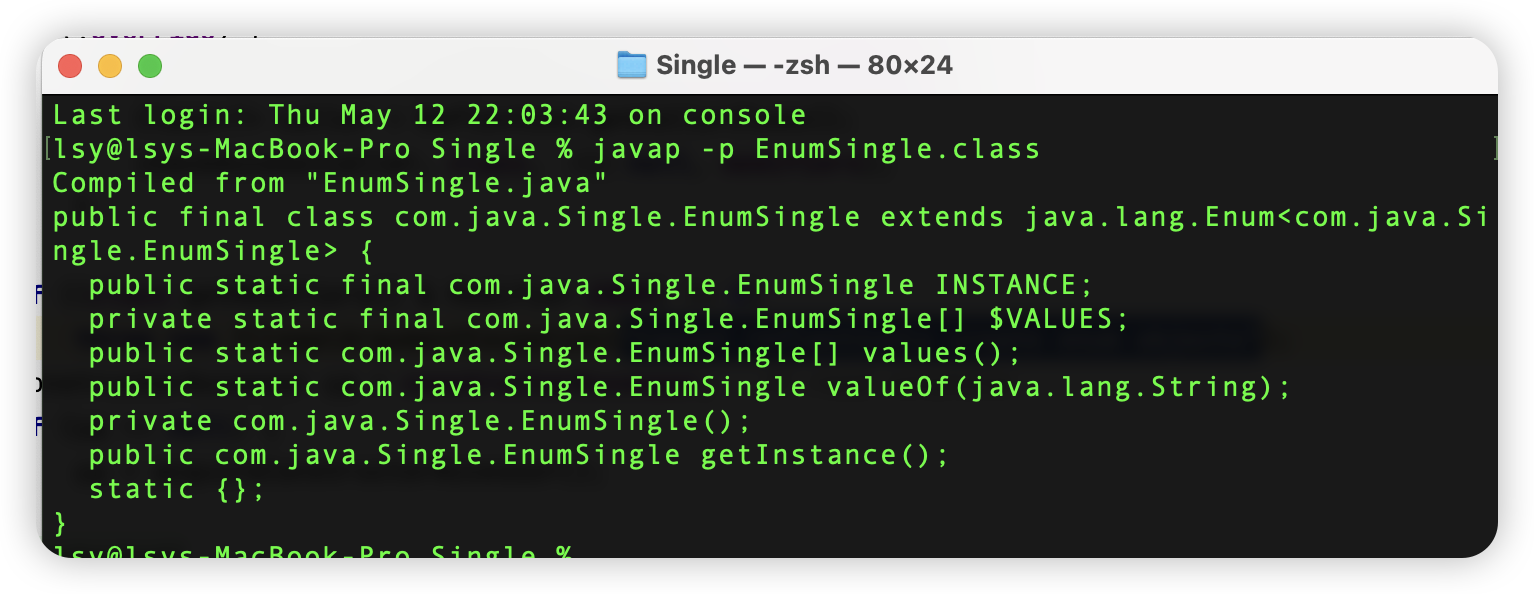 Single — -zsh — 80×24
Last login: Thu May 12 22:03:43 on console
[lsy@lsys-MacBook-Pro Single % javap -p EnumSingle.class ]
Compiled from "EnumSingle.java"
public final class com.java.Single.EnumSingle extends java.lang.Enum<com.java.Si
ngle.EnumSingle> {
  public static final com.java.Single.EnumSingle INSTANCE;
  private static final com.java.Single.EnumSingle[] $VALUES;
  public static com.java.Single.EnumSingle[] values();
  public static com.java.Single.EnumSingle valueOf(java.lang.String);
  private com.java.Single.EnumSingle();
  public com.java.Single.EnumSingle getInstance();
  static {};
}
lsy@lsys-MacBook-Pro Single %